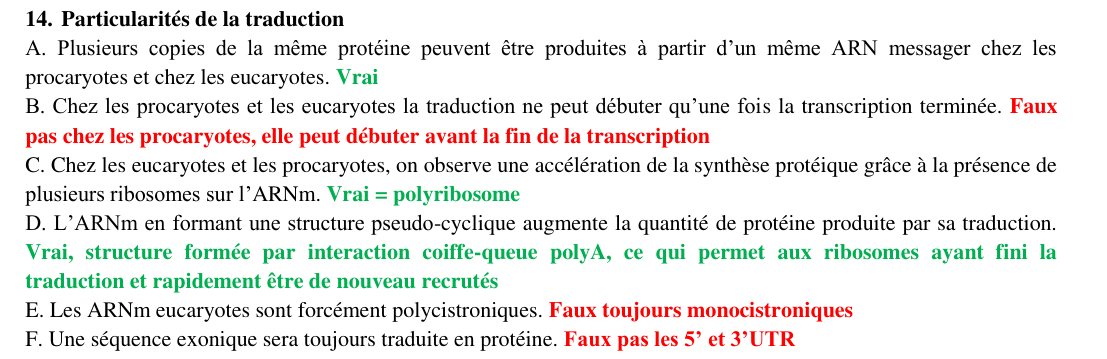 14. Particularités de la traduction
A. Plusieurs copies de la même protéine peuvent être produites à partir d’un même ARN messager chez les
procaryotes et chez les eucaryotes. Vrai
B. Chez les procaryotes et les eucaryotes la traduction ne peut débuter qu’une fois la transcription terminée. Faux
pas chez les procaryotes, elle peut débuter avant la fin de la transcription
C. Chez les eucaryotes et les procaryotes, on observe une accélération de la synthèse protéique grâce à la présence de
plusieurs ribosomes sur l’ARNm. Vrai = polyribosome
D. L’ARNm en formant une structure pseudo-cyclique augmente la quantité de protéine produite par sa traduction.
Vrai, structure formée par interaction coiffe-queue polyA, ce qui permet aux ribosomes ayant fini la
traduction et rapidement être de nouveau recrutés
E. Les ARNm eucaryotes sont forcément polycistroniques. Faux toujours monocistroniques
F. Une séquence exonique sera toujours traduite en protéine. Faux pas les 5’ et 3’UTR